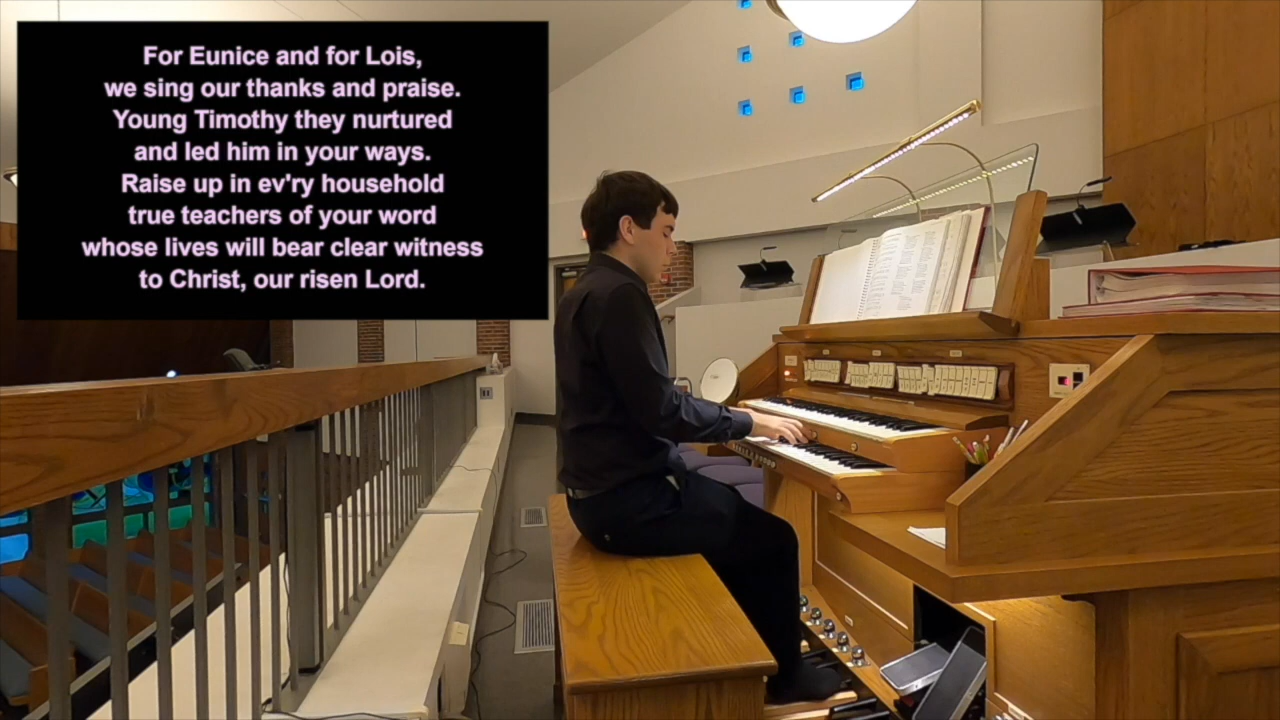 For Eunice and for Lois,
we sing our thanks and praise.
Young Timothy they nurtured
and led him in your ways.
Raise up in ev'ry household
true teachers of your word
whose lives will bear clear witness
to Christ, our risen Lord.